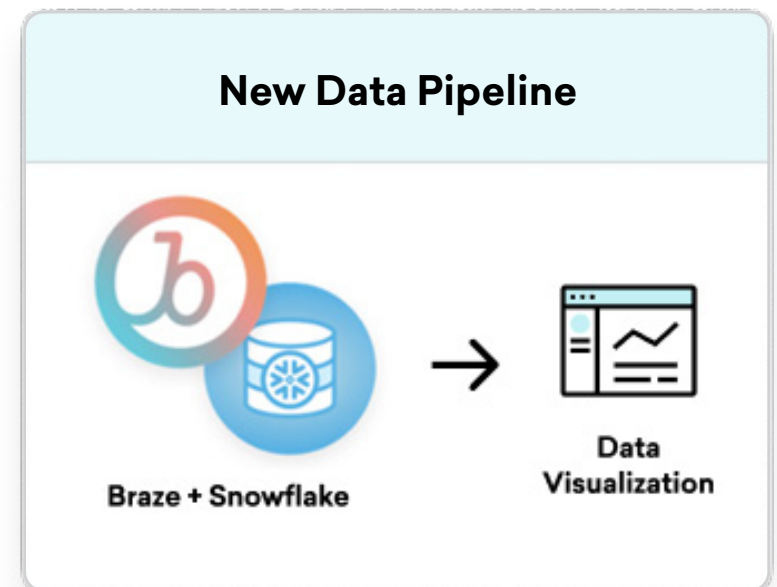 New Data Pipeline
b
Braze + Snowflake
Data
Visualization